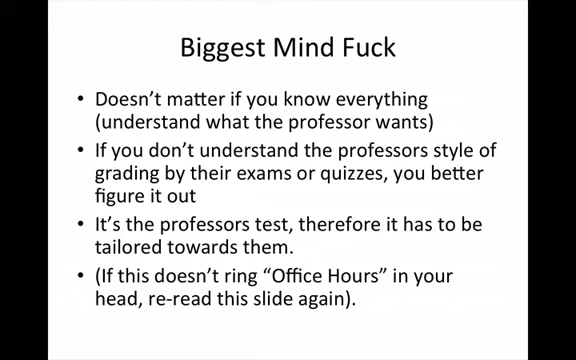 Biggest Mind Fuck
• Doesn't matter if you know everything
(understand what the professor wants)
• If you don't understand the professors style of
grading by their exams or quizzes, you better
figure it out
• It's the professors test, therefore it has to be
tailored towards them.
• (If this doesn't ring “Office Hours” in your
head, re-read this slide again).